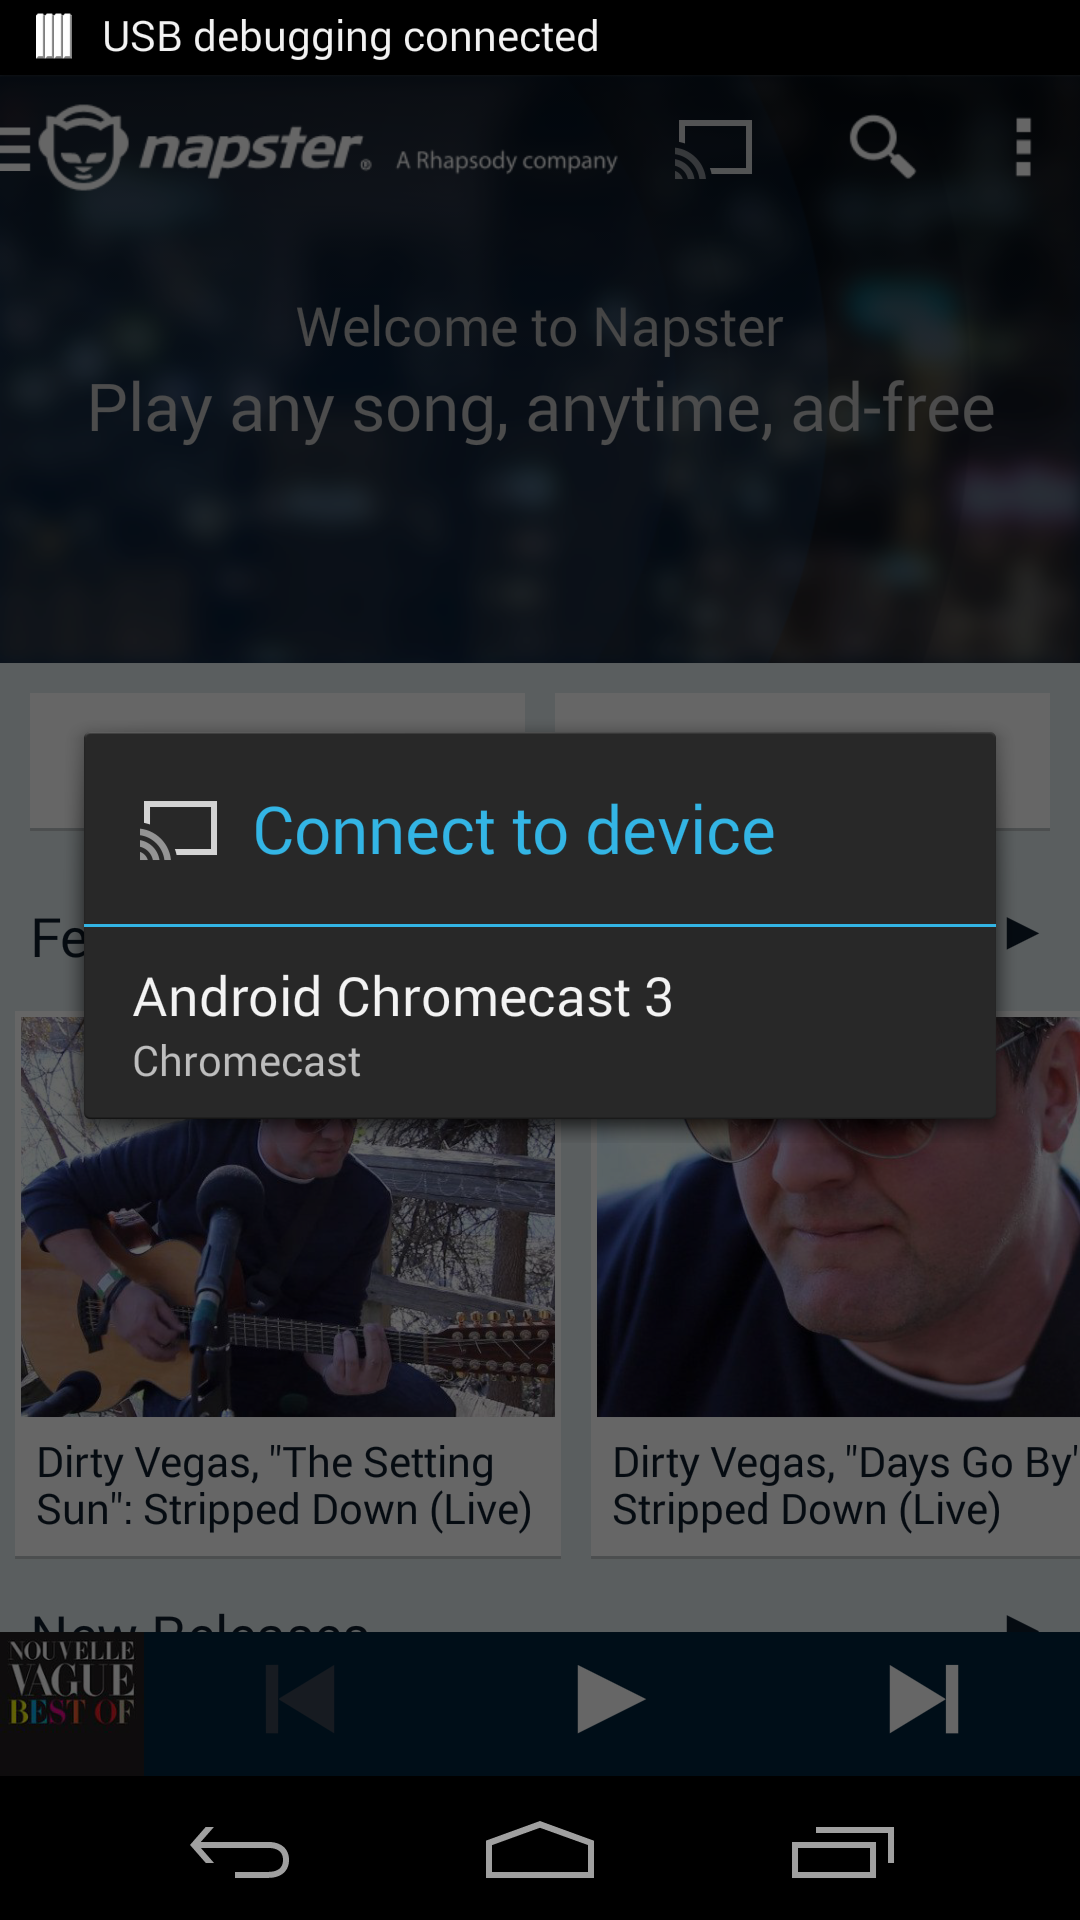 USB debugging connected
napster® A Rhapsody company
Welcome to Napster
Play any song, anytime, ad-free
Connect to device
Fe
Android Chromecast 3
Chromecast
Dirty Vegas, "The Setting
Sun": Stripped Down (Live)
Dirty Vegas, "Days Go By"
Stripped Down (Live)
New Releases
NOUVELLE
VAGUE
BEST OF